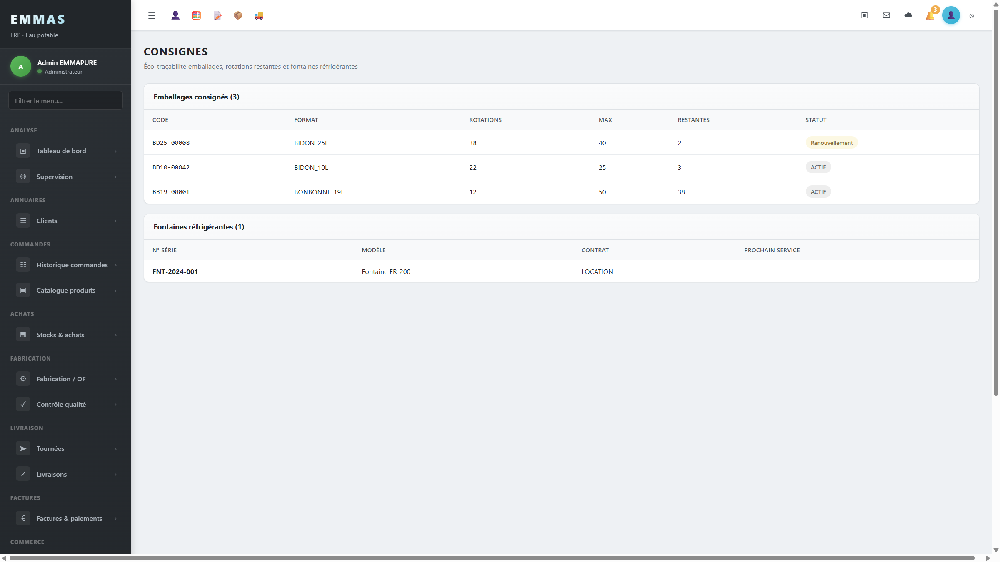 EMMAS
ERP · Eau potable
A
Admin EMMAPURE
Administrateur
Filtrer le menu...
ANALYSE
Tableau de bord
Supervision
ANNUAIRES
Clients
COMMANDES
Historique commandes
Catalogue produits
ACHATS
Stocks & achats
FABRICATION
Fabrication / OF
Contrôle qualité
LIVRAISON
Tournées
Livraisons
FACTURES
€ Factures & paiements
COMMERCE
3
CONSIGNES
Éco-traçabilité emballages, rotations restantes et fontaines réfrigérantes
Emballages consignés (3)
CODE FORMAT ROTATIONS MAX RESTANTES STATUT
BD25-00008 BIDON_25L 38 40 2 Renouvellement
BD10-00042 BIDON_10L 22 25 3 ACTIF
BB19-00001 BONBONNE_19L 12 50 38 ACTIF
Fontaines réfrigérantes (1)
N° SÉRIE MODÈLE CONTRAT PROCHAIN SERVICE
FNT-2024-001 Fontaine FR-200 LOCATION —